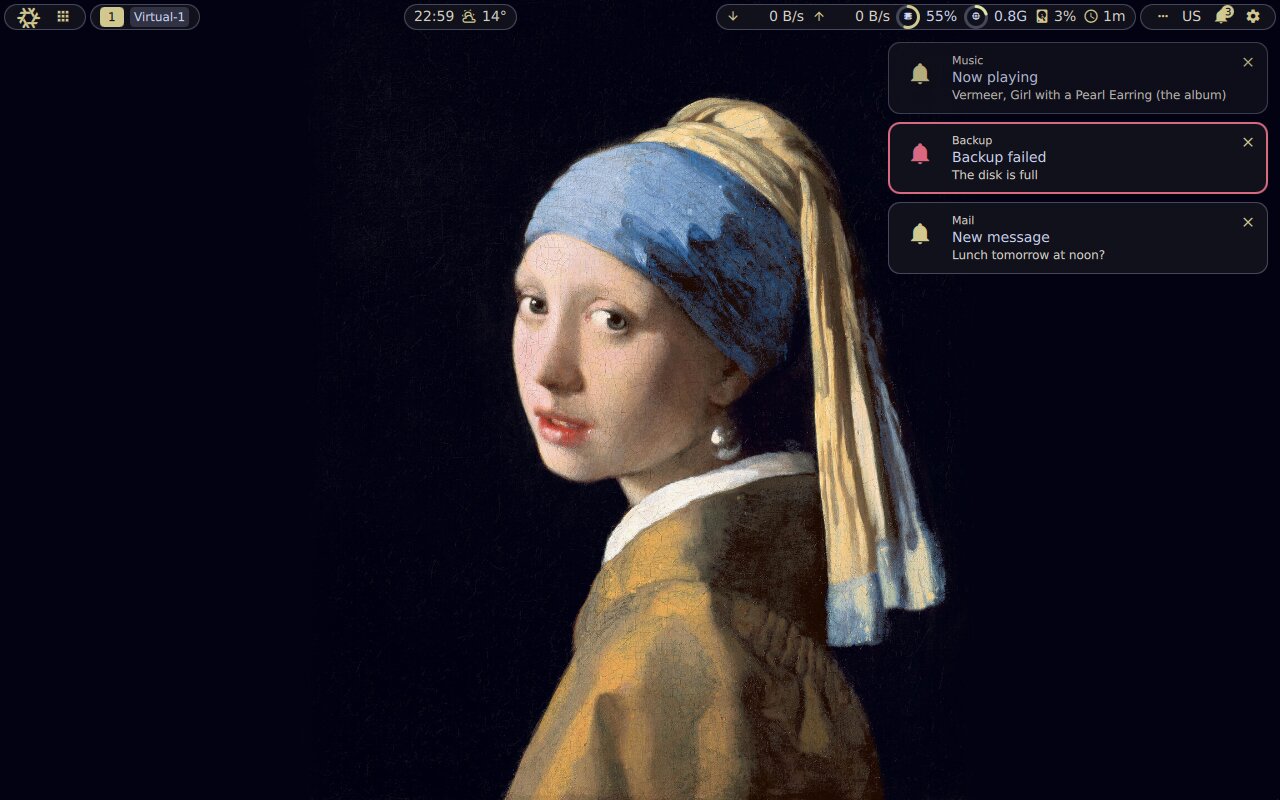 1 Virtual-1 22:59 14° 0 B/s 0 B/s 55% 0.8G 3% 1m US 3
Music
Now playing
Vermeer, Girl with a Pearl Earring (the album)
Backup
Backup failed
The disk is full
Mail
New message
Lunch tomorrow at noon?